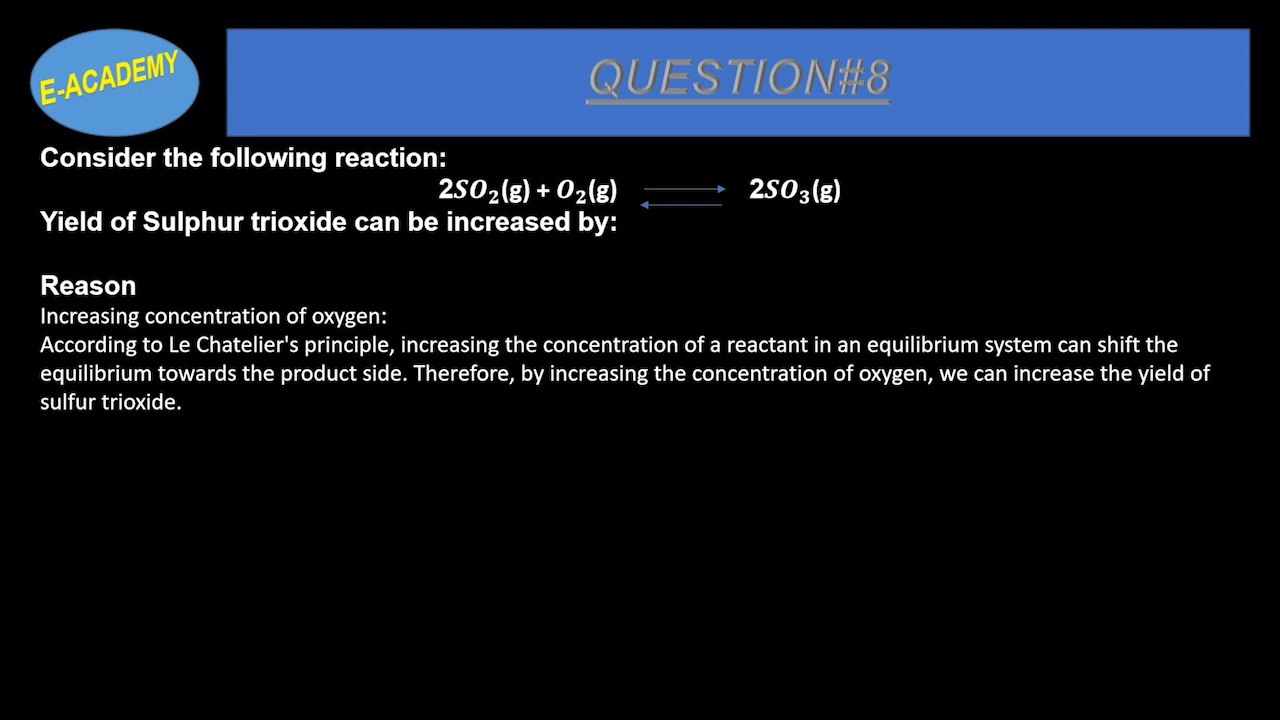 E-ACADEMY
QUESTION#8
Consider the following reaction:
2SO₂(g) + O₂(g) ⇄ 2SO₃(g)
Yield of Sulphur trioxide can be increased by:
Reason
Increasing concentration of oxygen:
According to Le Chatelier's principle, increasing the concentration of a reactant in an equilibrium system can shift the
equilibrium towards the product side. Therefore, by increasing the concentration of oxygen, we can increase the yield of
sulfur trioxide.